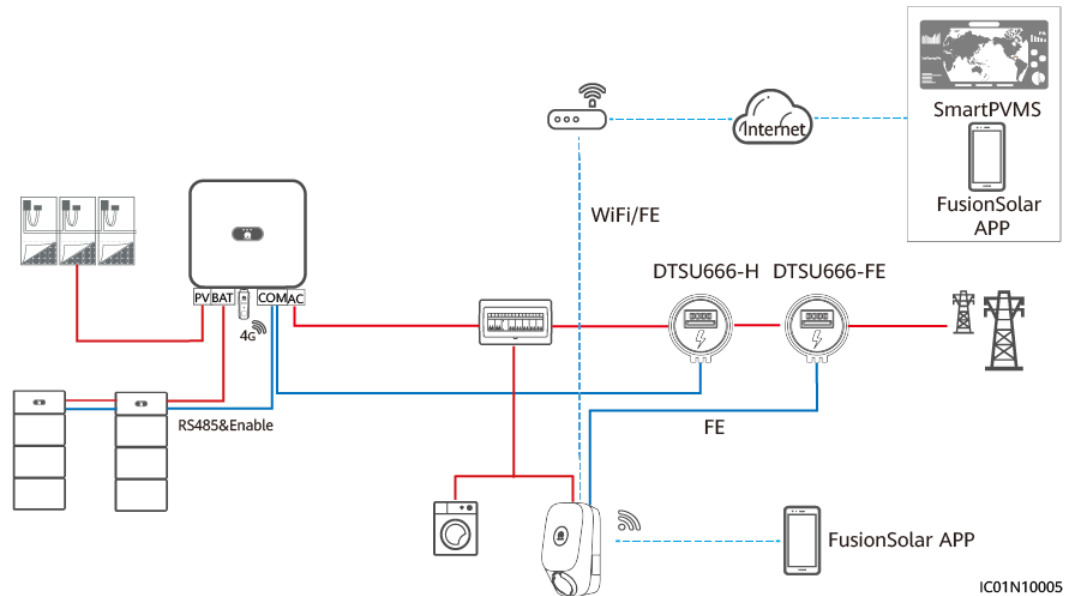 SmartPVMS
Internet
FusionSolar
APP
WiFi/FE
DTSU666-H
DTSU666-FE
PV
BAT
COM
AC
4G
RS485&Enable
FE
FusionSolar APP
IC01N10005